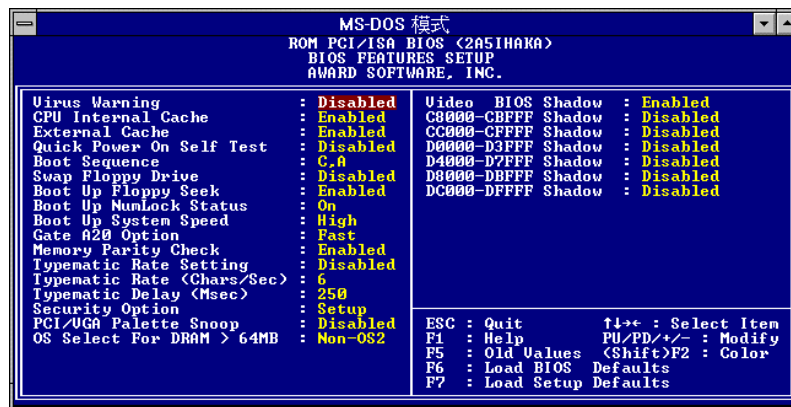 MS-DOS 模式
ROM PCI/ISA BIOS (2A5IHAKA)
BIOS FEATURES SETUP
AWARD SOFTWARE, INC.
Virus Warning : Disabled
CPU Internal Cache : Enabled
External Cache : Enabled
Quick Power On Self Test : Disabled
Boot Sequence : C,A
Swap Floppy Drive : Disabled
Boot Up Floppy Seek : Enabled
Boot Up NumLock Status : On
Boot Up System Speed : High
Gate A20 Option : Fast
Memory Parity Check : Enabled
Typematic Rate Setting : Disabled
Typematic Rate (Chars/Sec) : 6
Typematic Delay (Msec) : 250
Security Option : Setup
PCI/VGA Palette Snoop : Disabled
OS Select For DRAM > 64MB : Non-OS2
Video BIOS Shadow : Enabled
C8000-CBFFF Shadow : Disabled
CC000-CFFFF Shadow : Disabled
D0000-D3FFF Shadow : Disabled
D4000-D7FFF Shadow : Disabled
D8000-DBFFF Shadow : Disabled
DC000-DFFFF Shadow : Disabled
ESC : Quit ↑↓→← : Select Item
F1 : Help PU/PD/+/- : Modify
F5 : Old Values (Shift)F2 : Color
F6 : Load BIOS Defaults
F7 : Load Setup Defaults